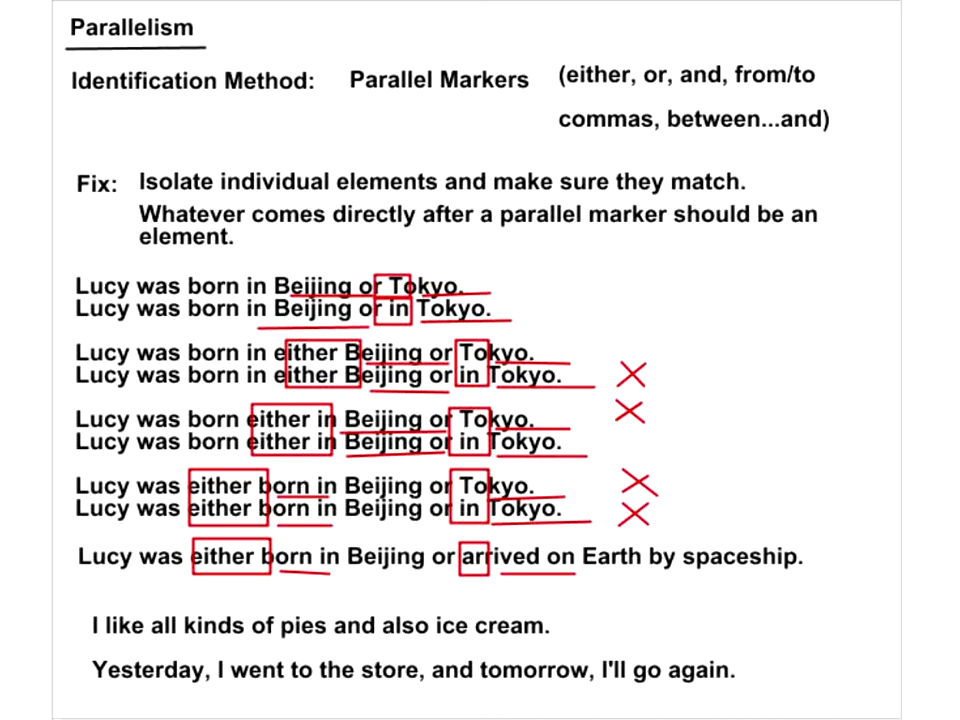 Parallelism
Identification Method: Parallel Markers (either, or, and, from/to
commas, between...and)
Fix: Isolate individual elements and make sure they match.
Whatever comes directly after a parallel marker should be an
element.
Lucy was born in Beijing or Tokyo.
Lucy was born in Beijing or in Tokyo.
Lucy was born in either Beijing or Tokyo.
Lucy was born in either Beijing or in Tokyo.
Lucy was born either in Beijing or Tokyo.
Lucy was born either in Beijing or in Tokyo.
Lucy was either born in Beijing or Tokyo.
Lucy was either born in Beijing or in Tokyo.
Lucy was either born in Beijing or arrived on Earth by spaceship.
I like all kinds of pies and also ice cream.
Yesterday, I went to the store, and tomorrow, I'll go again.